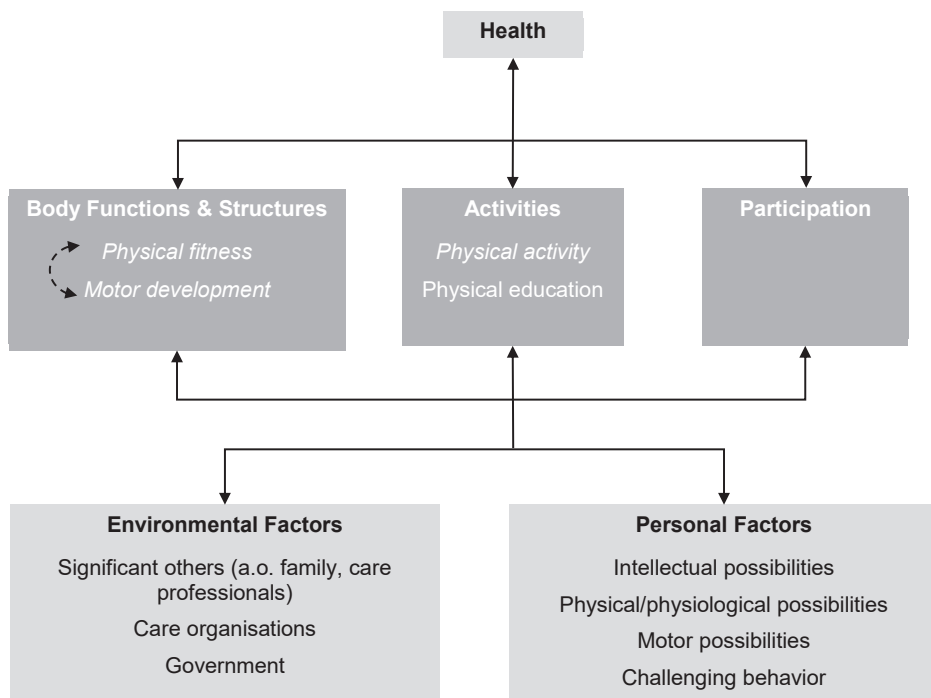 Health
Body Functions & Structures
Physical fitness
Motor development
Activities
Physical activity
Physical education
Participation
Environmental Factors
Significant others (a.o. family, care
professionals)
Care organisations
Government
Personal Factors
Intellectual possibilities
Physical/physiological possibilities
Motor possibilities
Challenging behavior